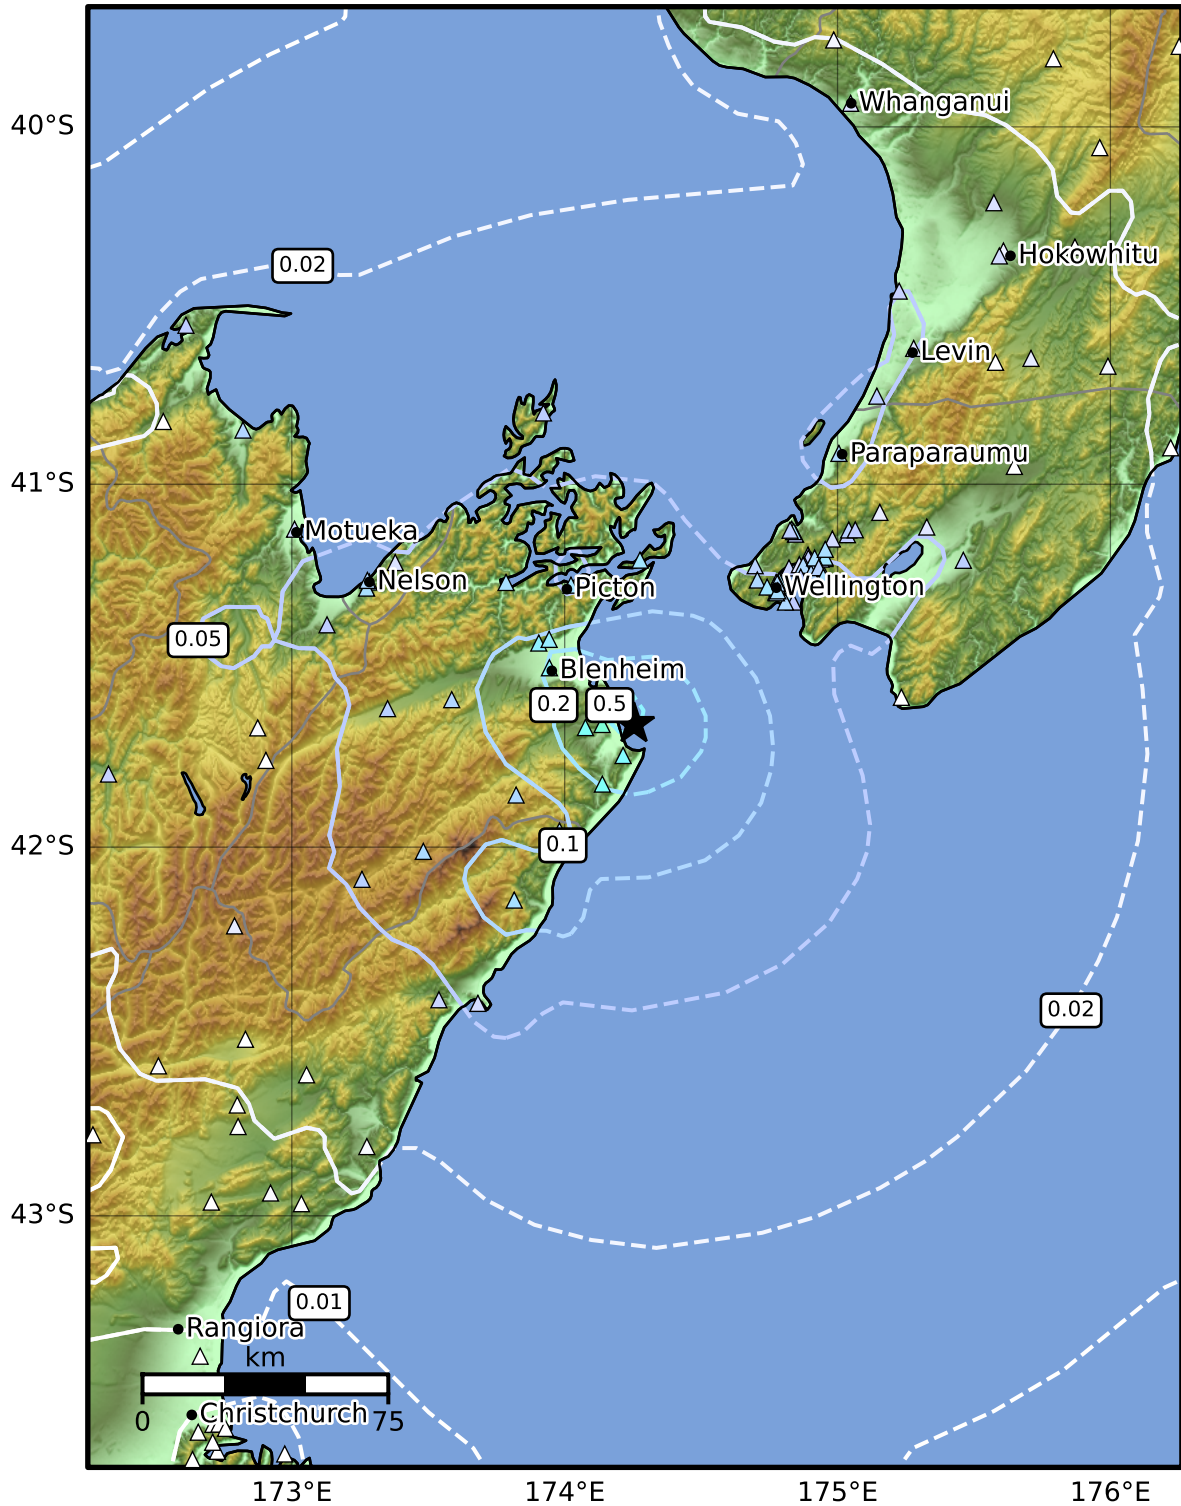 40°S
Whanganui
Hokowhitu
0.02
Levin
Paraparaumu
41°S
Motueka
Nelson
Picton
Wellington
0.05
Blenheim
0.2
0.5
42°S
0.1
0.02
43°S
0.01
Rangiora
km
0
75
Christchurch
173°E
174°E
175°E
176°E